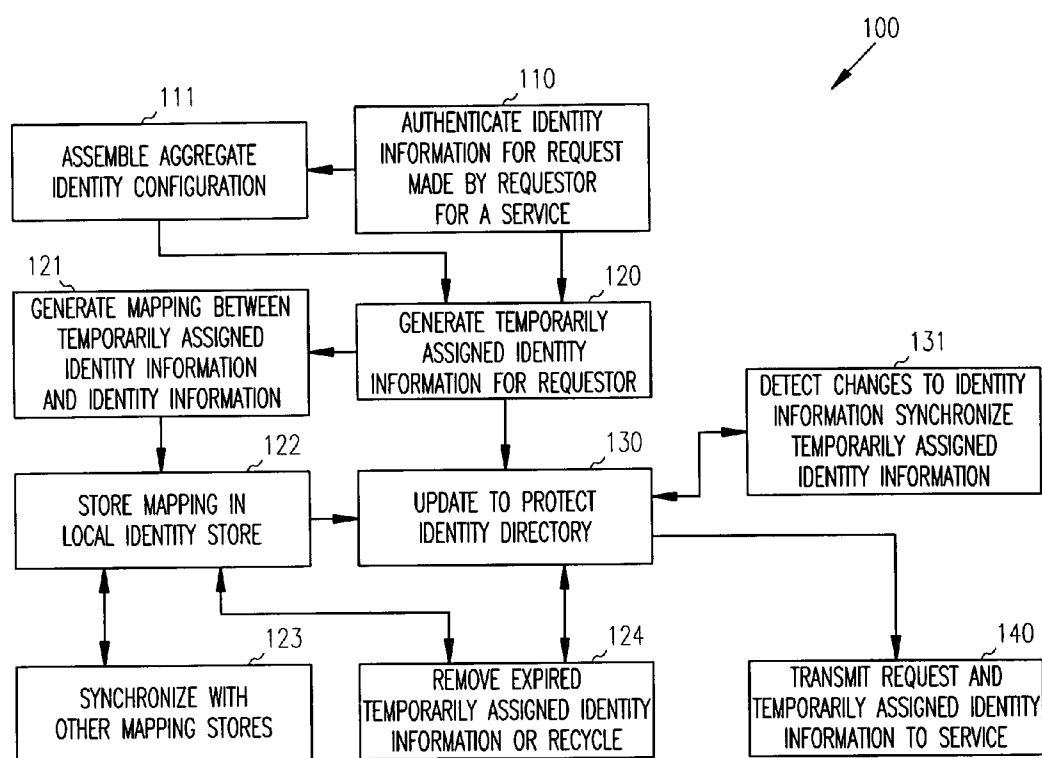 100
111
ASSEMBLE AGGREGATE
IDENTITY CONFIGURATION
110
AUTHENTICATE IDENTITY
INFORMATION FOR REQUEST
MADE BY REQUESTOR
FOR A SERVICE
121
GENERATE MAPPING BETWEEN
TEMPORARILY ASSIGNED
IDENTITY INFORMATION
AND IDENTITY INFORMATION
120
GENERATE TEMPORARILY
ASSIGNED IDENTITY
INFORMATION FOR REQUESTOR
131
DETECT CHANGES TO IDENTITY
INFORMATION SYNCHRONIZE
TEMPORARILY ASSIGNED
IDENTITY INFORMATION
122
STORE MAPPING IN
LOCAL IDENTITY STORE
130
UPDATE TO PROTECT
IDENTITY DIRECTORY
123
SYNCHRONIZE WITH
OTHER MAPPING STORES
124
REMOVE EXPIRED
TEMPORARILY ASSIGNED IDENTITY
INFORMATION OR RECYCLE
140
TRANSMIT REQUEST AND
TEMPORARILY ASSIGNED IDENTITY
INFORMATION TO SERVICE